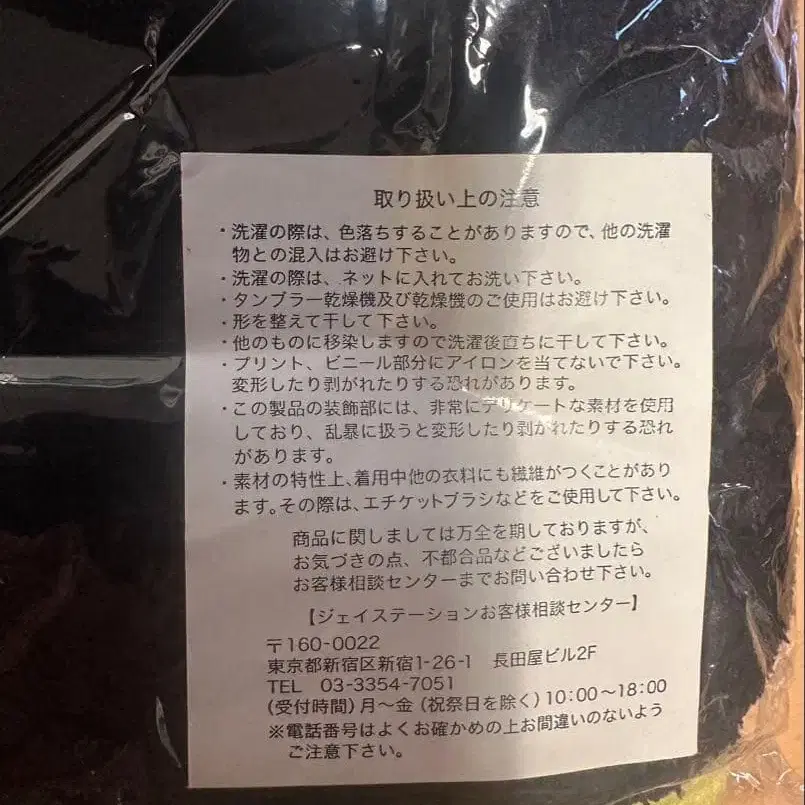 取り扱い上の注意
・洗濯の際は、色落ちすることがありますので、他の洗濯
物との混入はお避け下さい。
・洗濯の際は、ネットに入れてお洗い下さい。
・タンブラー乾燥機及び乾燥機のご使用はお避け下さい。
・形を整えて干して下さい。
・他のものに移染しますので洗濯後直ちに干して下さい。
・プリント、ビニール部分にアイロンを当てないで下さい。
変形したり剥がれたりする恐れがあります。
・この製品の装飾部には、非常にデリケートな素材を使用
しており、乱暴に扱うと変形したり剥がれたりする恐れ
があります。
・素材の特性上、着用中他の衣料にも繊維がつくことがあり
ます。その際は、エチケットブラシなどをご使用して下さい。
商品に関しましては万全を期しておりますが、
お気づきの点、不都合品などございましたら
お客様相談センターまでお問い合わせ下さい。
【ジェイステーションお客様相談センター】
〒160-0022
東京都新宿区新宿1-26-1 長田屋ビル2F
TEL 03-3354-7051
(受付時間)月〜金(祝祭日を除く)10:00〜18:00
※電話番号はよくお確かめの上お間違いのないよう
ご注意下さい。